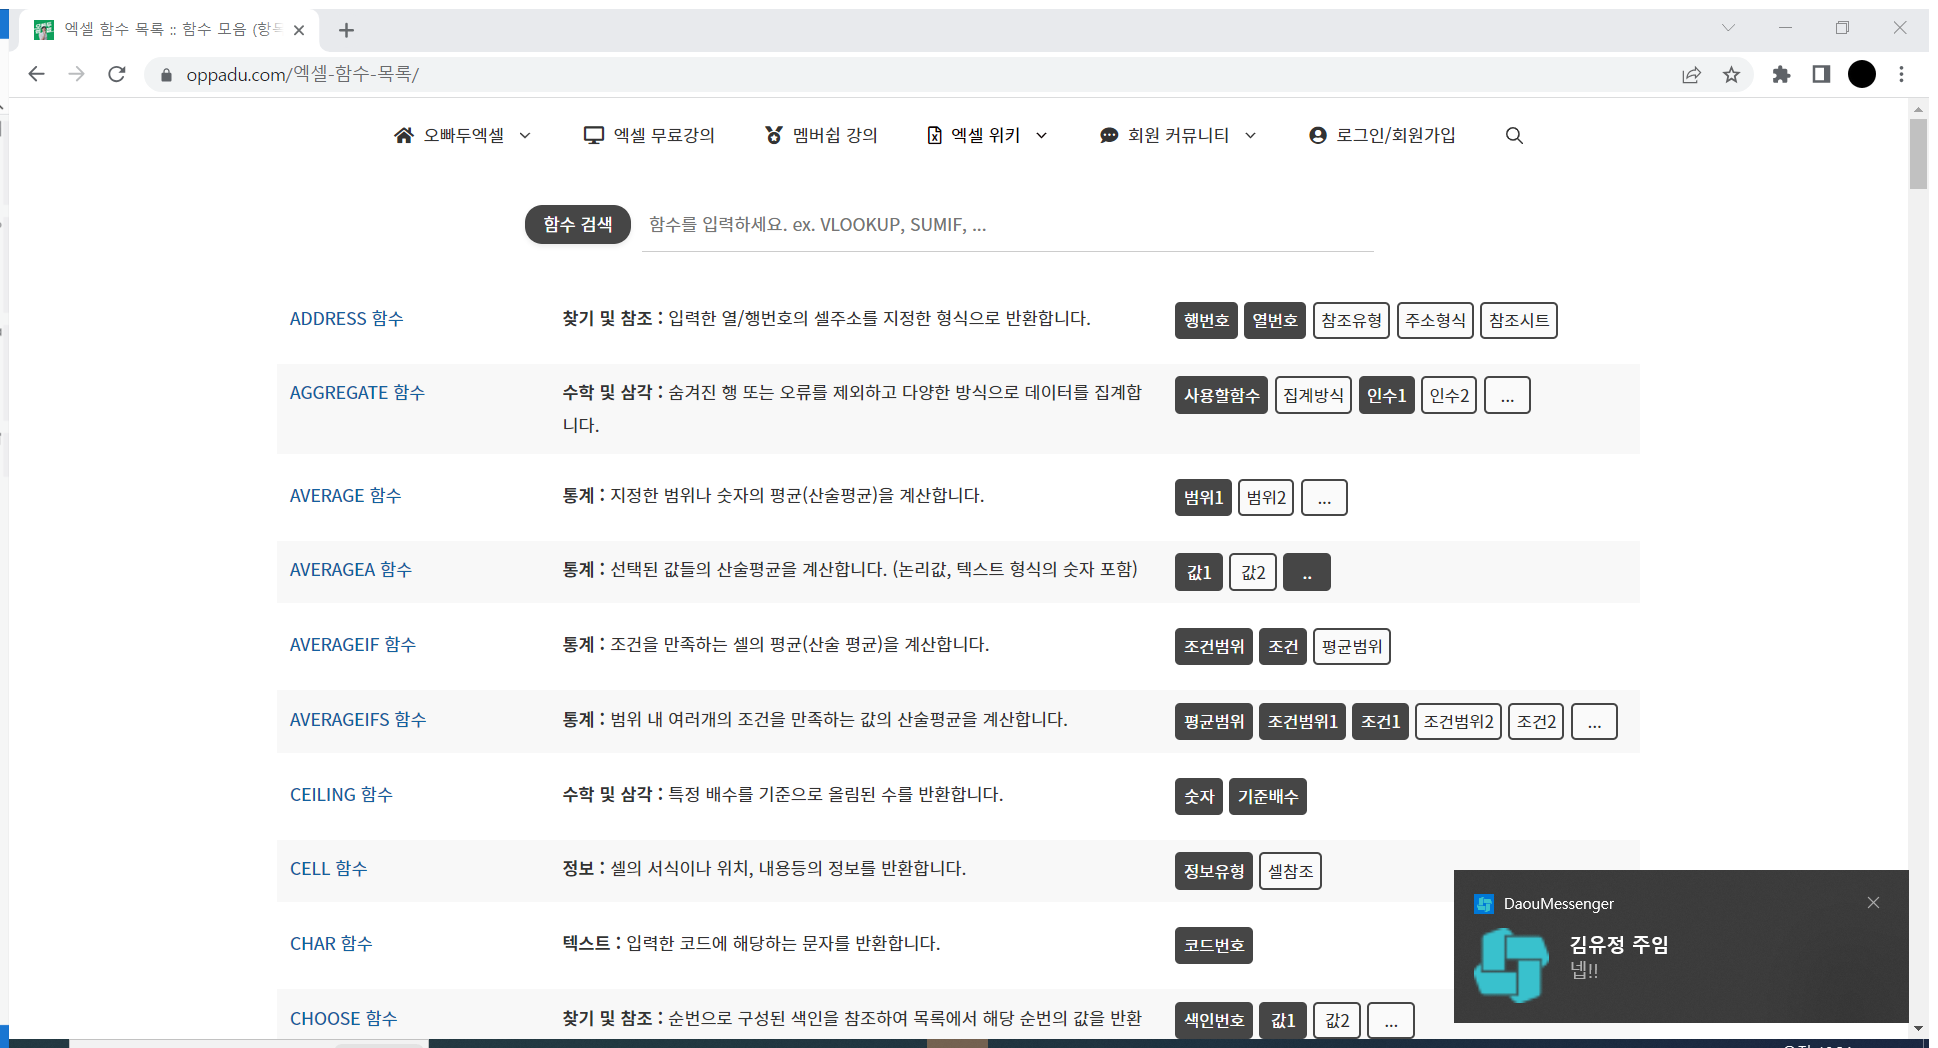 엑셀 함수 목록 :: 함수 모음 (항목
oppadu.com/엑셀-함수-목록/
오빠두엑셀 엑셀 무료강의 멤버쉽 강의 엑셀 위키 회원 커뮤니티 로그인/회원가입
함수 검색 함수를 입력하세요. ex. VLOOKUP, SUMIF, ...
ADDRESS 함수 찾기 및 참조 : 입력한 열/행번호의 셀주소를 지정한 형식으로 반환합니다. 행번호 열번호 참조유형 주소형식 참조시트
AGGREGATE 함수 수학 및 삼각 : 숨겨진 행 또는 오류를 제외하고 다양한 방식으로 데이터를 집계합 사용할함수 집계방식 인수1 인수2 ...
니다.
AVERAGE 함수 통계 : 지정한 범위나 숫자의 평균(산술평균)을 계산합니다. 범위1 범위2 ...
AVERAGEA 함수 통계 : 선택된 값들의 산술평균을 계산합니다. (논리값, 텍스트 형식의 숫자 포함) 값1 값2 ..
AVERAGEIF 함수 통계 : 조건을 만족하는 셀의 평균(산술 평균)을 계산합니다. 조건범위 조건 평균범위
AVERAGEIFS 함수 통계 : 범위 내 여러개의 조건을 만족하는 값의 산술평균을 계산합니다. 평균범위 조건범위1 조건1 조건범위2 조건2 ...
CEILING 함수 수학 및 삼각 : 특정 배수를 기준으로 올림된 수를 반환합니다. 숫자 기준배수
CELL 함수 정보 : 셀의 서식이나 위치, 내용등의 정보를 반환합니다. 정보유형 셀참조
CHAR 함수 텍스트 : 입력한 코드에 해당하는 문자를 반환합니다. 코드번호
CHOOSE 함수 찾기 및 참조 : 순번으로 구성된 색인을 참조하여 목록에서 해당 순번의 값을 반환 색인번호 값1 값2 ...
DaouMessenger
김유정 주임
넵!!